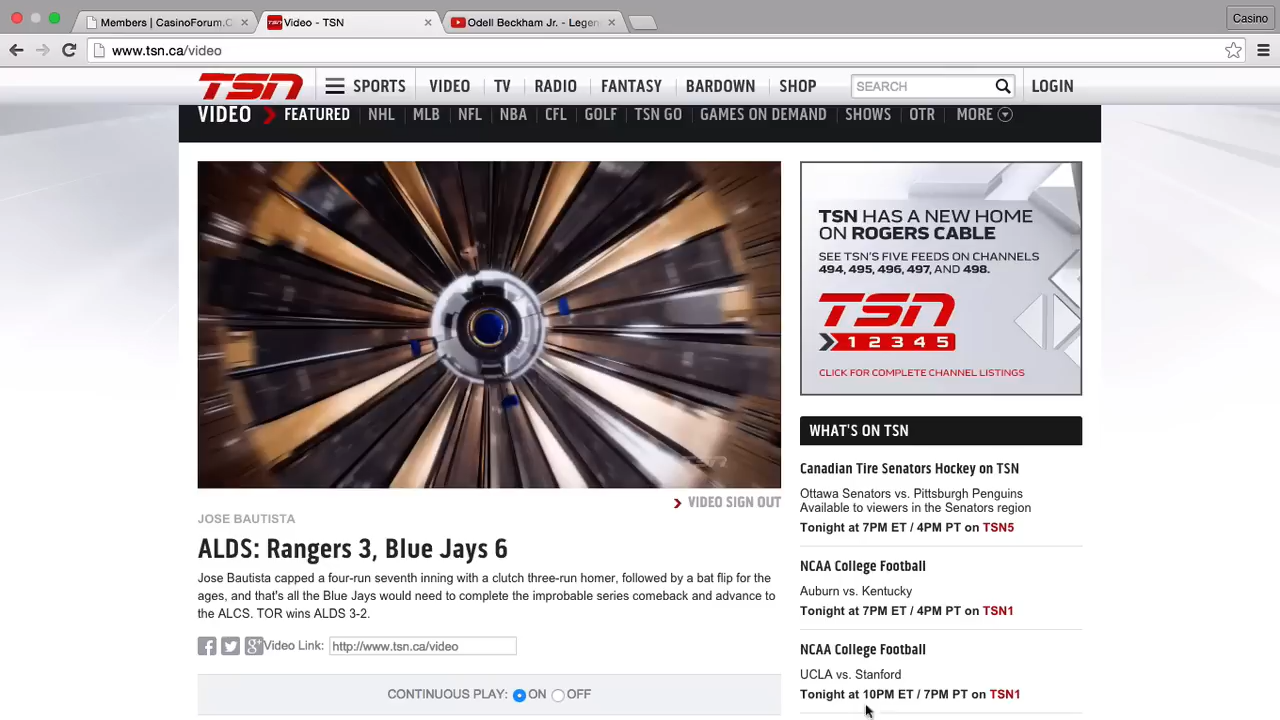 Members | CasinoForum.C
Video - TSN
Odell Beckham Jr. - Legen
Casino
www.tsn.ca/video
TSN
SPORTS
VIDEO
TV
RADIO
FANTASY
BARDOWN
SHOP
SEARCH
LOGIN
VIDEO
FEATURED
NHL
MLB
NFL
NBA
CFL
GOLF
TSN GO
GAMES ON DEMAND
SHOWS
OTR
MORE
TSN
VIDEO SIGN OUT
JOSE BAUTISTA
ALDS: Rangers 3, Blue Jays 6
Jose Bautista capped a four-run seventh inning with a clutch three-run homer, followed by a bat flip for the
ages, and that's all the Blue Jays would need to complete the improbable series comeback and advance to
the ALCS. TOR wins ALDS 3-2.
Video Link: http://www.tsn.ca/video
CONTINUOUS PLAY: ON OFF
TSN HAS A NEW HOME
ON ROGERS CABLE
SEE TSN'S FIVE FEEDS ON CHANNELS
494, 495, 496, 497, AND 498.
TSN
1 2 3 4 5
CLICK FOR COMPLETE CHANNEL LISTINGS
WHAT'S ON TSN
Canadian Tire Senators Hockey on TSN
Ottawa Senators vs. Pittsburgh Penguins
Available to viewers in the Senators region
Tonight at 7PM ET / 4PM PT on TSN5
NCAA College Football
Auburn vs. Kentucky
Tonight at 7PM ET / 4PM PT on TSN1
NCAA College Football
UCLA vs. Stanford
Tonight at 10PM ET / 7PM PT on TSN1